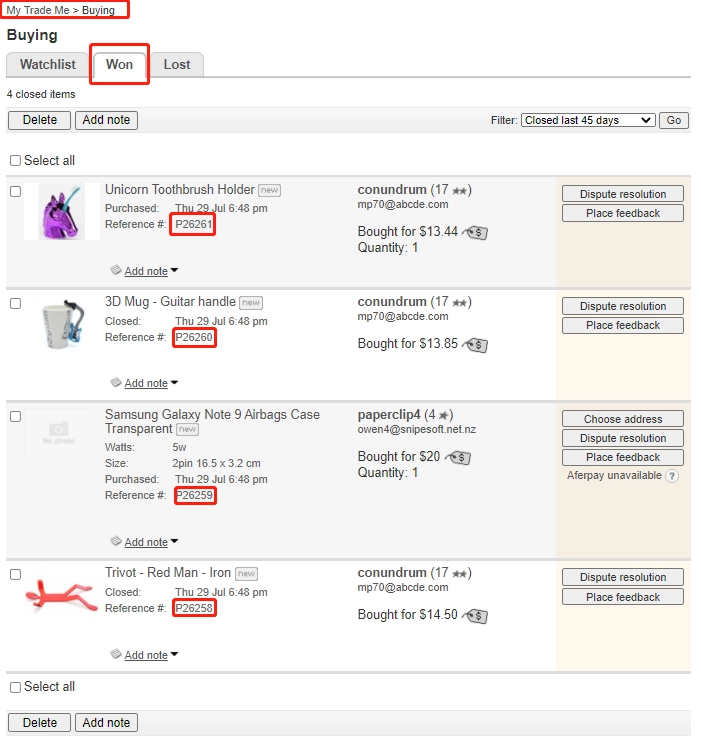 My Trade Me > Buying
Buying
Watchlist Won Lost
4 closed items
Delete Add note Filter: Closed last 45 days Go
Select all
Unicorn Toothbrush Holder new
Purchased: Thu 29 Jul 6:48 pm
Reference #: P26261
Add note
conundrum (17 ★★)
mp70@abcde.com
Bought for $13.44 $
Quantity: 1
Dispute resolution
Place feedback
3D Mug - Guitar handle new
Closed: Thu 29 Jul 6:48 pm
Reference #: P26260
Add note
conundrum (17 ★★)
mp70@abcde.com
Bought for $13.85 $
Dispute resolution
Place feedback
No photo
Samsung Galaxy Note 9 Airbags Case
Transparent new
Watts: 5w
Size: 2pin 16.5 x 3.2 cm
Purchased: Thu 29 Jul 6:48 pm
Reference #: P26259
Add note
paperclip4 (4 ★)
owen4@snipesoft.net.nz
Bought for $20 $
Quantity: 1
Choose address
Dispute resolution
Place feedback
Aferpay unavailable ?
Trivot - Red Man - Iron new
Closed: Thu 29 Jul 6:48 pm
Reference #: P26258
Add note
conundrum (17 ★★)
mp70@abcde.com
Bought for $14.50 $
Dispute resolution
Place feedback
Select all
Delete Add note